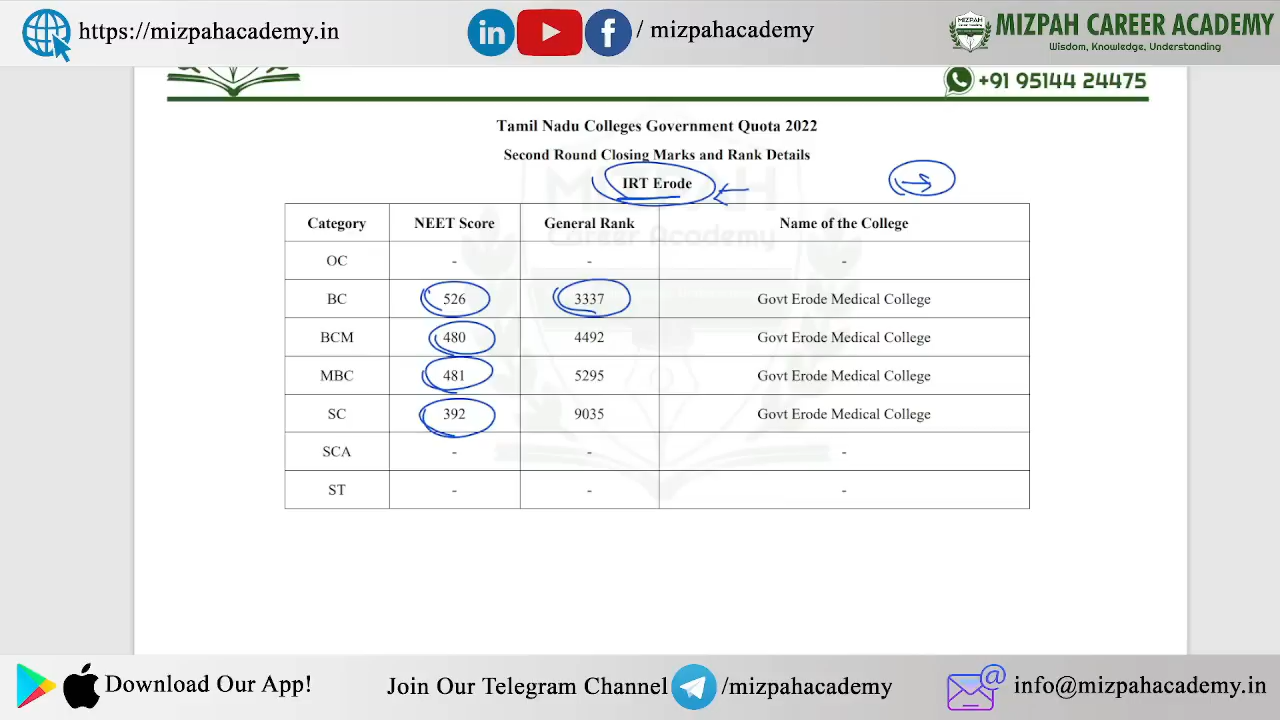 https://mizpahacademy.in
in
f
/ mizpahacademy
MIZPAH CAREER ACADEMY
Wisdom, Knowledge, Understanding
+91 95144 24475
Tamil Nadu Colleges Government Quota 2022
Second Round Closing Marks and Rank Details
IRT Erode
MIZPAH
Career Academy
Category NEET Score General Rank Name of the College
OC - - -
BC 526 3337 Govt Erode Medical College
BCM 480 4492 Govt Erode Medical College
MBC 481 5295 Govt Erode Medical College
SC 392 9035 Govt Erode Medical College
SCA - - -
ST - - -
Download Our App!
Join Our Telegram Channel
/mizpahacademy
@
info@mizpahacademy.in